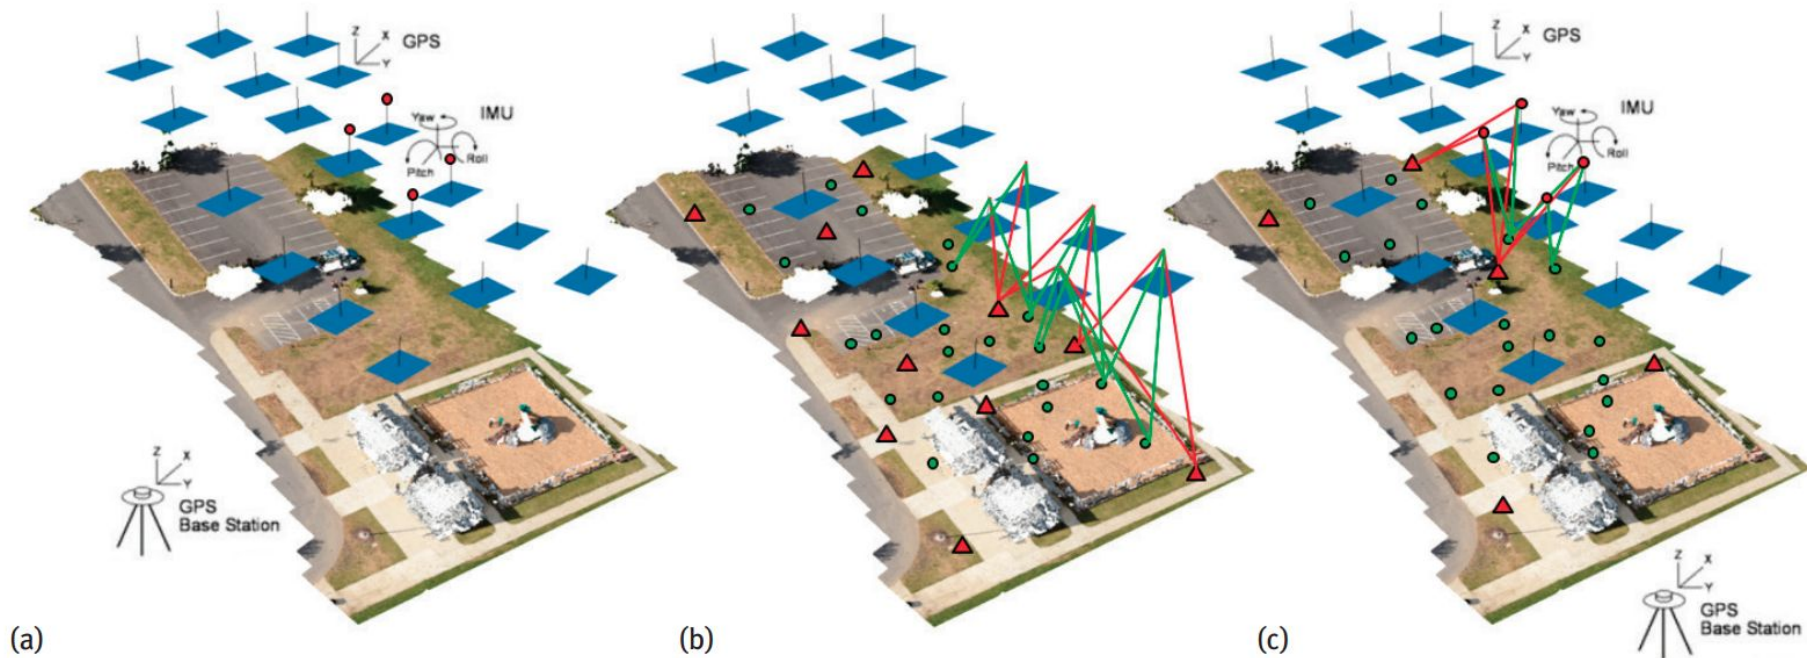 Z
X
GPS
Y
Yaw
IMU
Roll
Pitch
Z
X
Y
GPS
Base Station
(a)
(b)
Z
X
GPS
Y
Yaw
IMU
Roll
Pitch
Z
X
Y
GPS
Base Station
(c)